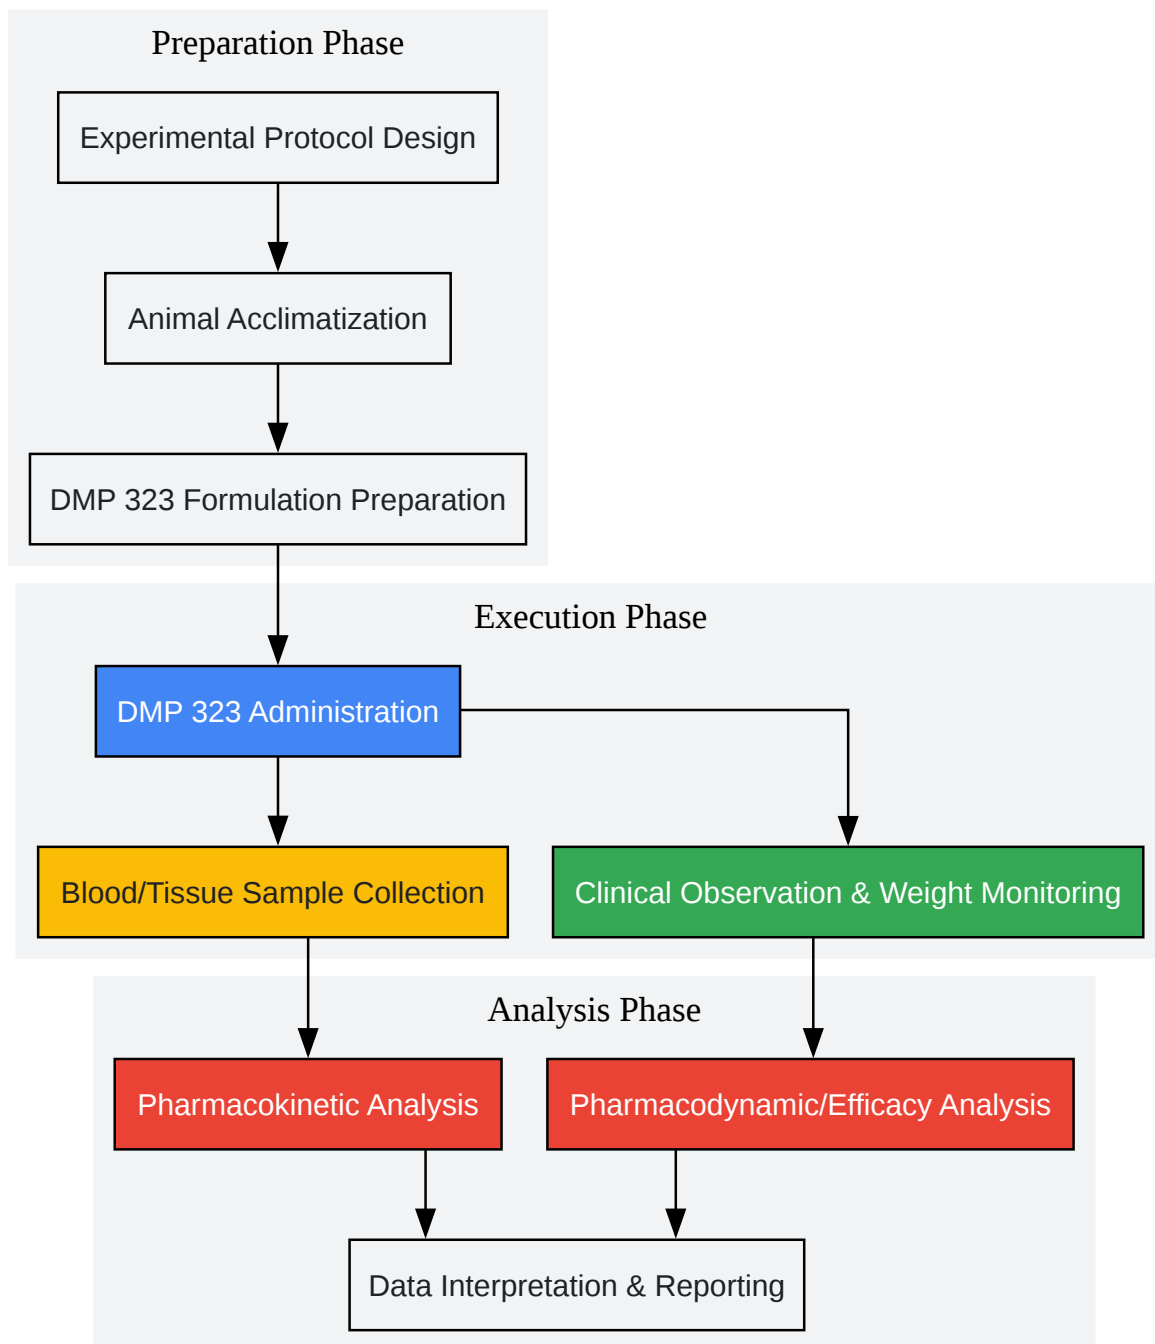 Preparation Phase
Experimental Protocol Design
Animal Acclimatization
DMP 323 Formulation Preparation
Execution Phase
DMP 323 Administration
Blood/Tissue Sample Collection
Clinical Observation & Weight Monitoring
Analysis Phase
Pharmacokinetic Analysis
Pharmacodynamic/Efficacy Analysis
Data Interpretation & Reporting